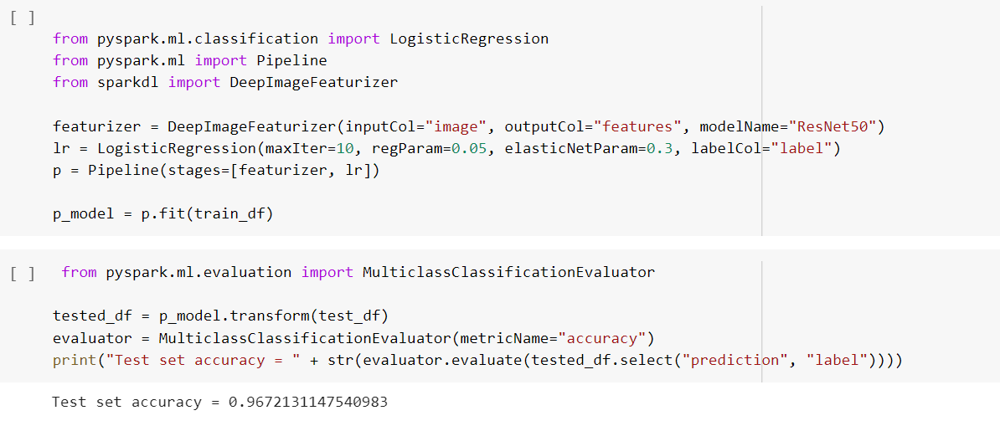 [ ]
from pyspark.ml.classification import LogisticRegression
from pyspark.ml import Pipeline
from sparkdl import DeepImageFeaturizer
featurizer = DeepImageFeaturizer(inputCol="image", outputCol="features", modelName="ResNet50")
lr = LogisticRegression(maxIter=10, regParam=0.05, elasticNetParam=0.3, labelCol="label")
p = Pipeline(stages=[featurizer, lr])
p_model = p.fit(train_df)
[ ] from pyspark.ml.evaluation import MulticlassClassificationEvaluator
tested_df = p_model.transform(test_df)
evaluator = MulticlassClassificationEvaluator(metricName="accuracy")
print("Test set accuracy = " + str(evaluator.evaluate(tested_df.select("prediction", "label"))))
Test set accuracy = 0.9672131147540983